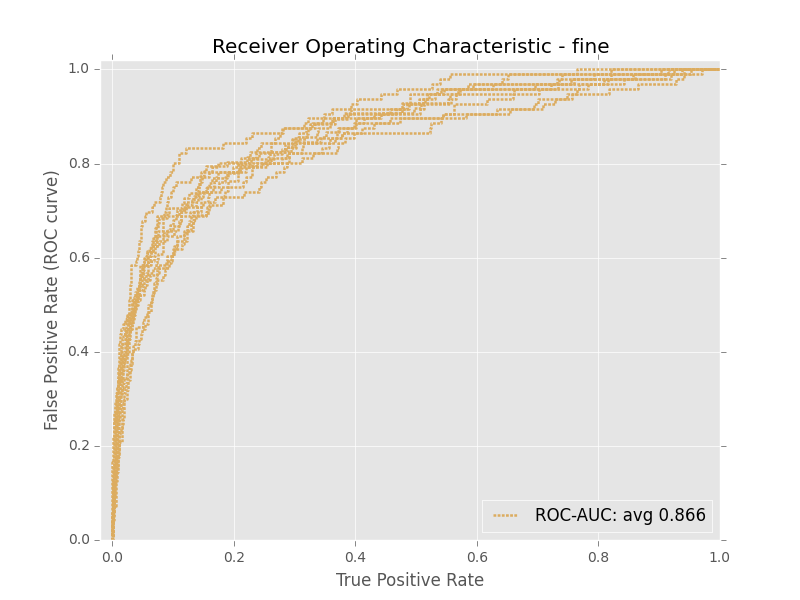 Receiver Operating Characteristic - fine
1.0
0.8
0.6
0.4
0.2
0.0
False Positive Rate (ROC curve)
ROC-AUC: avg 0.866
0.0 0.2 0.4 0.6 0.8 1.0
True Positive Rate